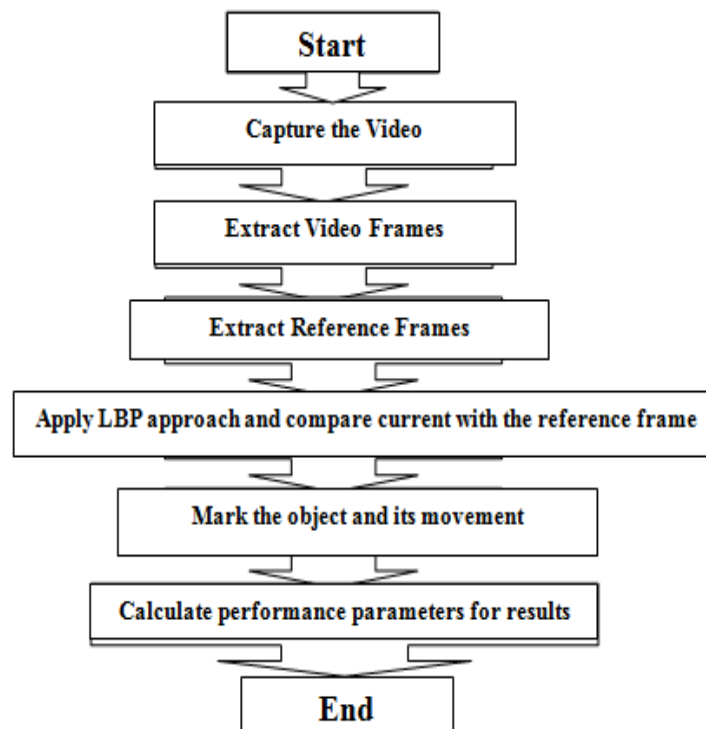 Start
Capture the Video
Extract Video Frames
Extract Reference Frames
Apply LBP approach and compare current with the reference frame
Mark the object and its movement
Calculate performance parameters for results
End